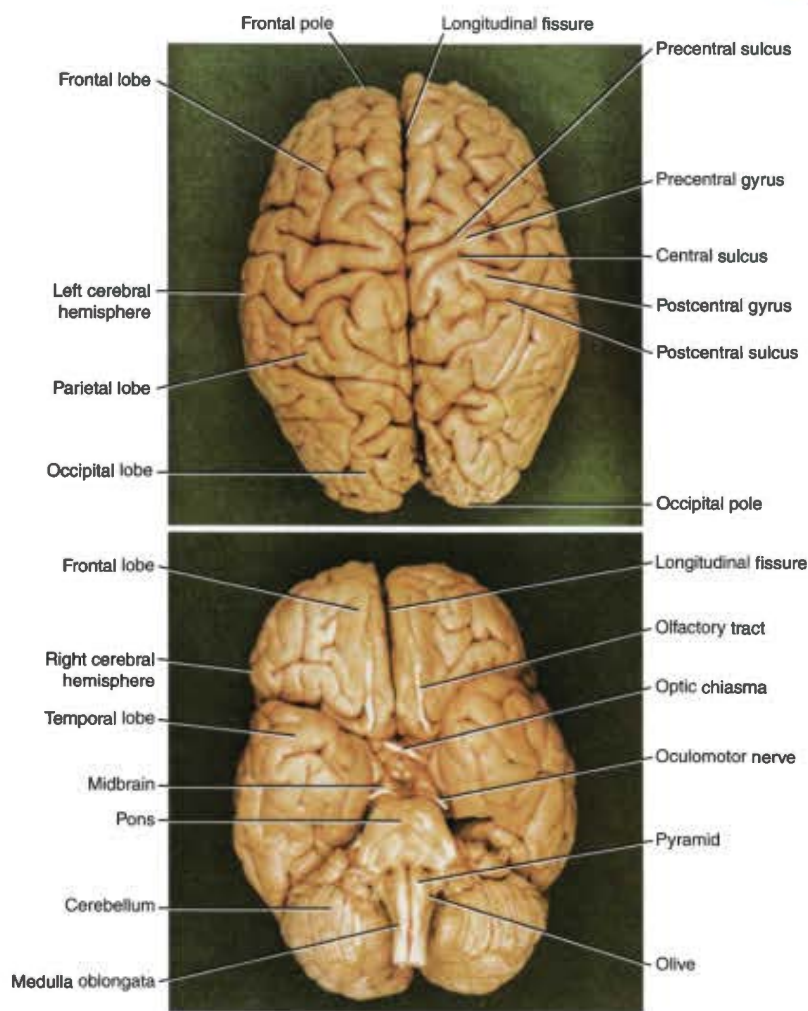 Frontal pole
Longitudinal fissure
Precentral sulcus
Frontal lobe
Precentral gyrus
Central sulcus
Left cerebral
hemisphere
Postcentral gyrus
Postcentral sulcus
Parietal lobe
Occipital lobe
Occipital pole
Frontal lobe
Longitudinal fissure
Olfactory tract
Right cerebral
hemisphere
Optic chiasma
Temporal lobe
Oculomotor nerve
Midbrain
Pons
Pyramid
Cerebellum
Olive
Medulla oblongata